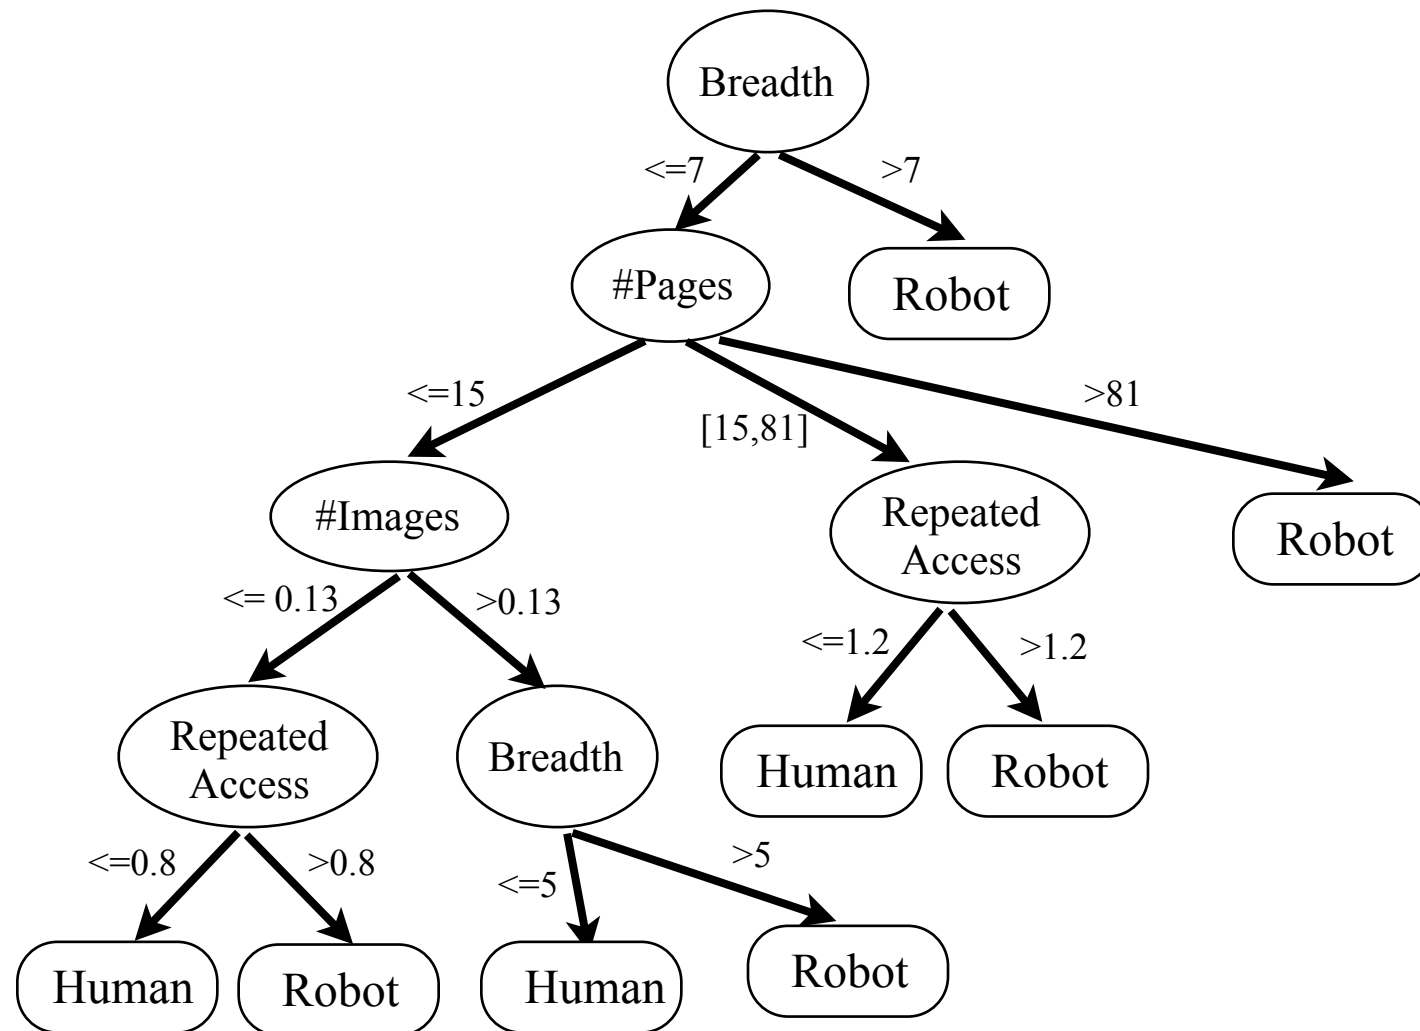 Breadth
<=7
>7
#Pages
Robot
<=15
[15,81]
>81
#Images
Repeated
Access
Robot
<= 0.13
>0.13
<=1.2
>1.2
Repeated
Access
Breadth
Human
Robot
<=0.8
>0.8
<=5
>5
Human
Robot
Human
Robot